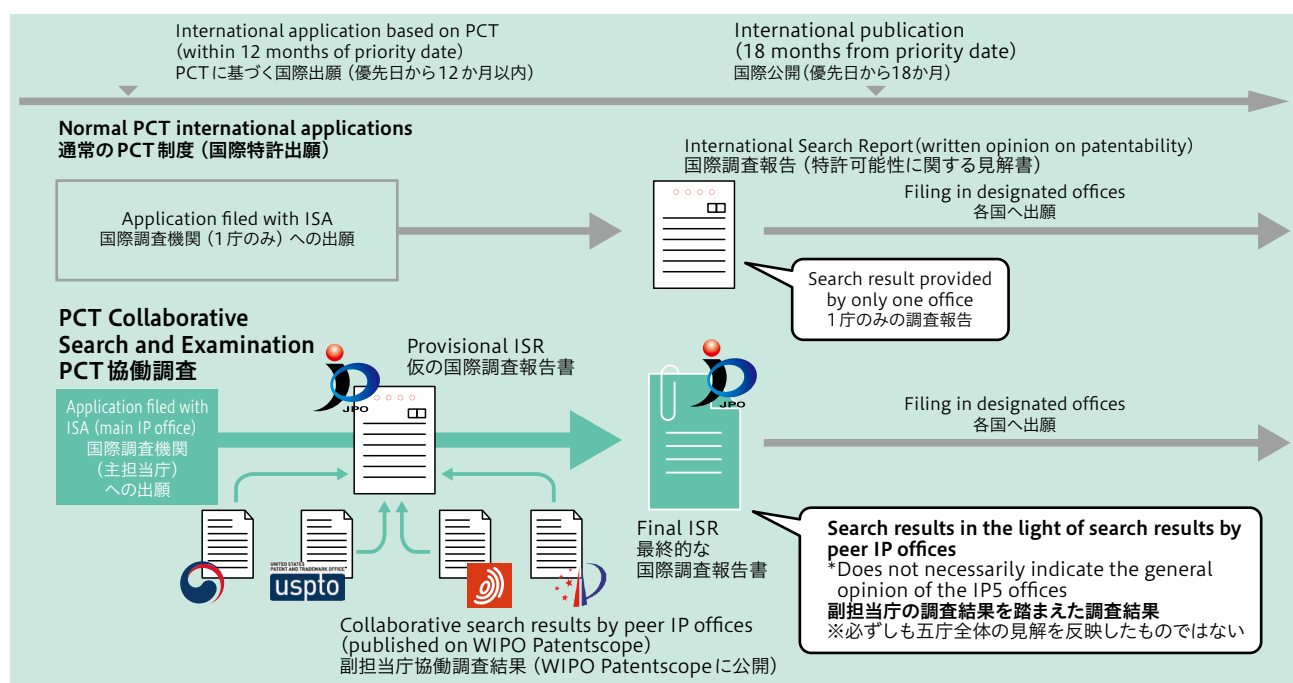 International application based on PCT
(within 12 months of priority date)
PCTに基づく国際出願（優先日から12か月以内）
International publication
(18 months from priority date)
国際公開（優先日から18か月）
Normal PCT international applications
通常のPCT制度（国際特許出願）
International Search Report（written opinion on patentability）
国際調査報告（特許可能性に関する見解書）
Application filed with ISA
国際調査機関（1庁のみ）への出願
Filing in designated offices
各国へ出願
Search result provided
by only one office
1庁のみの調査報告
PCT Collaborative
Search and Examination
PCT協働調査
Provisional ISR
仮の国際調査報告書
JPO
JPO
Application filed with
ISA (main IP office)
国際調査機関
（主担当庁）
への出願
Filing in designated offices
各国へ出願
Final ISR
最終的な
国際調査報告書
UNITED STATES
PATENT AND TRADEMARK OFFICE
uspto
Search results in the light of search results by
peer IP offices
*Does not necessarily indicate the general
opinion of the IP5 offices
副担当庁の調査結果を踏まえた調査結果
※必ずしも五庁全体の見解を反映したものではない
Collaborative search results by peer IP offices
(published on WIPO Patentscope)
副担当庁協働調査結果（WIPO Patentscopeに公開）